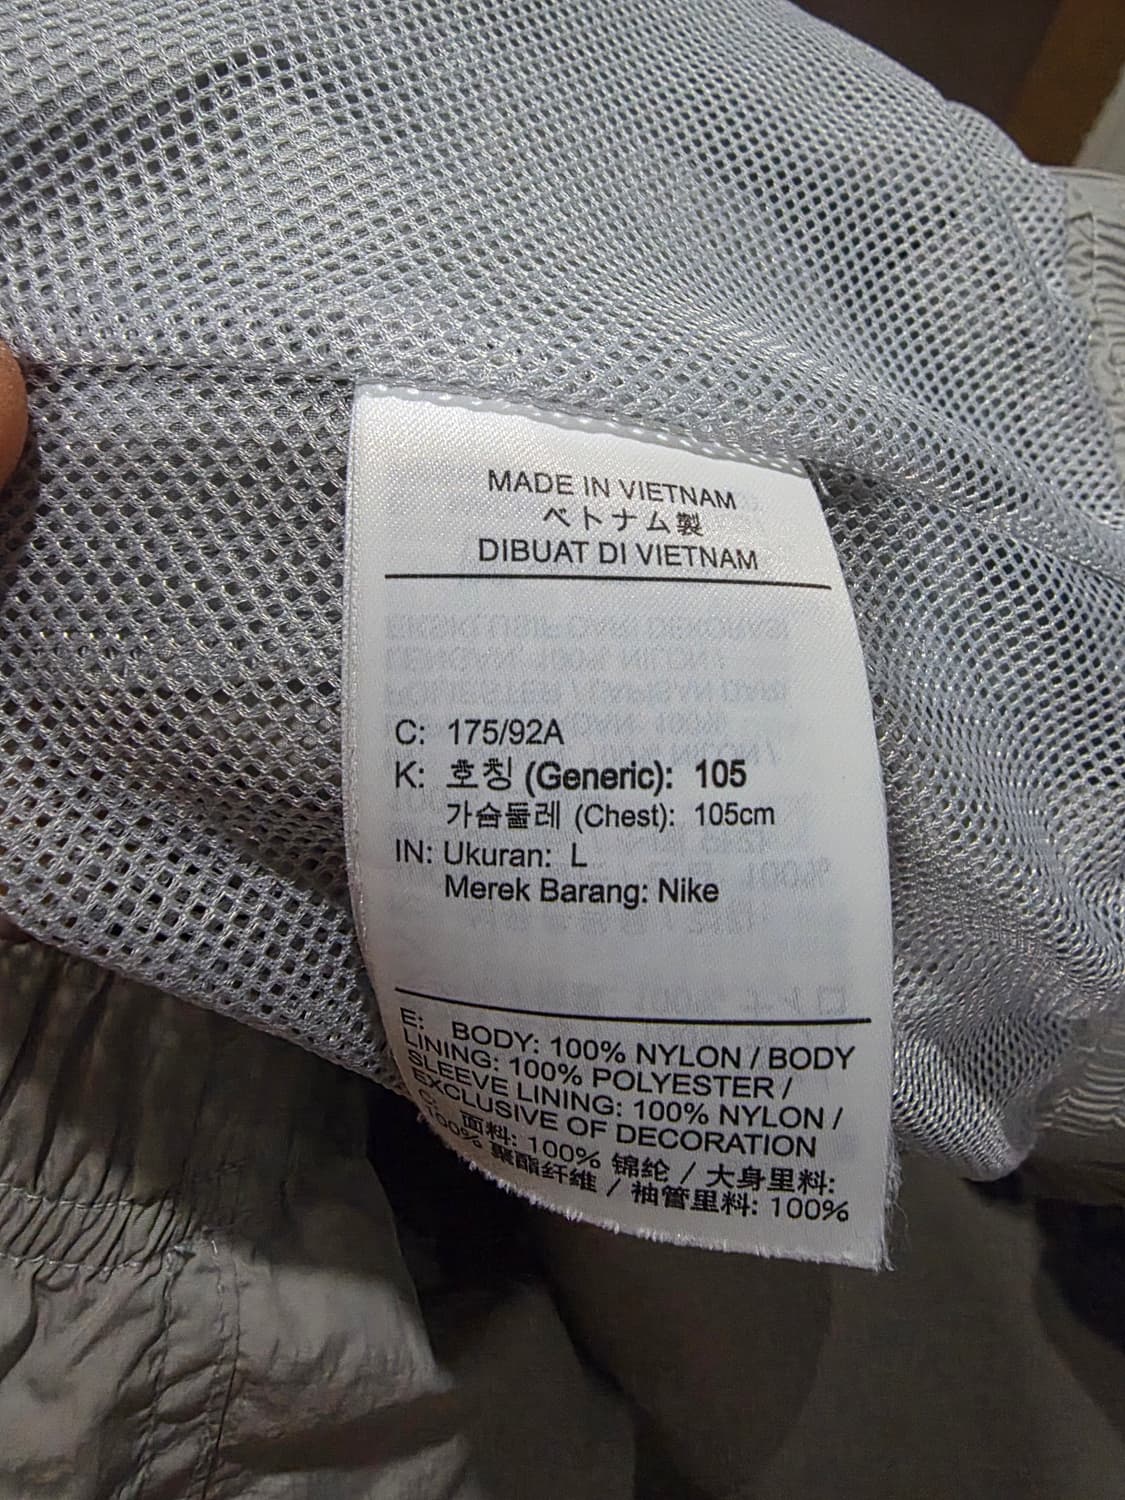 MADE IN VIETNAM
ベトナム製
DIBUAT DI VIETNAM
C: 175/92A
K: 호칭 (Generic): 105
가슴둘레 (Chest): 105cm
IN: Ukuran: L
Merek Barang: Nike
E: BODY: 100% NYLON / BODY
LINING: 100% POLYESTER /
SLEEVE LINING: 100% NYLON /
EXCLUSIVE OF DECORATION
C: 面料: 100% 锦纶 / 大身里料:
100% 聚酯纤维 / 袖管里料: 100%